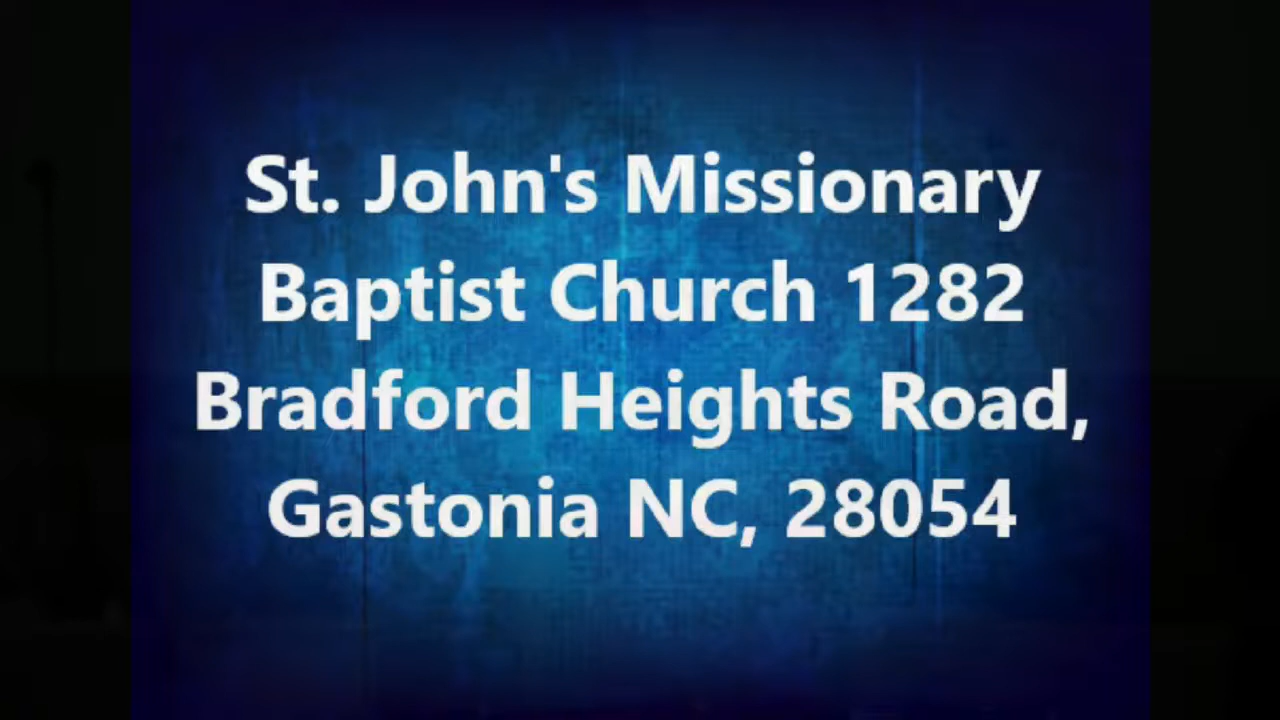 St. John's Missionary
Baptist Church 1282
Bradford Heights Road,
Gastonia NC, 28054